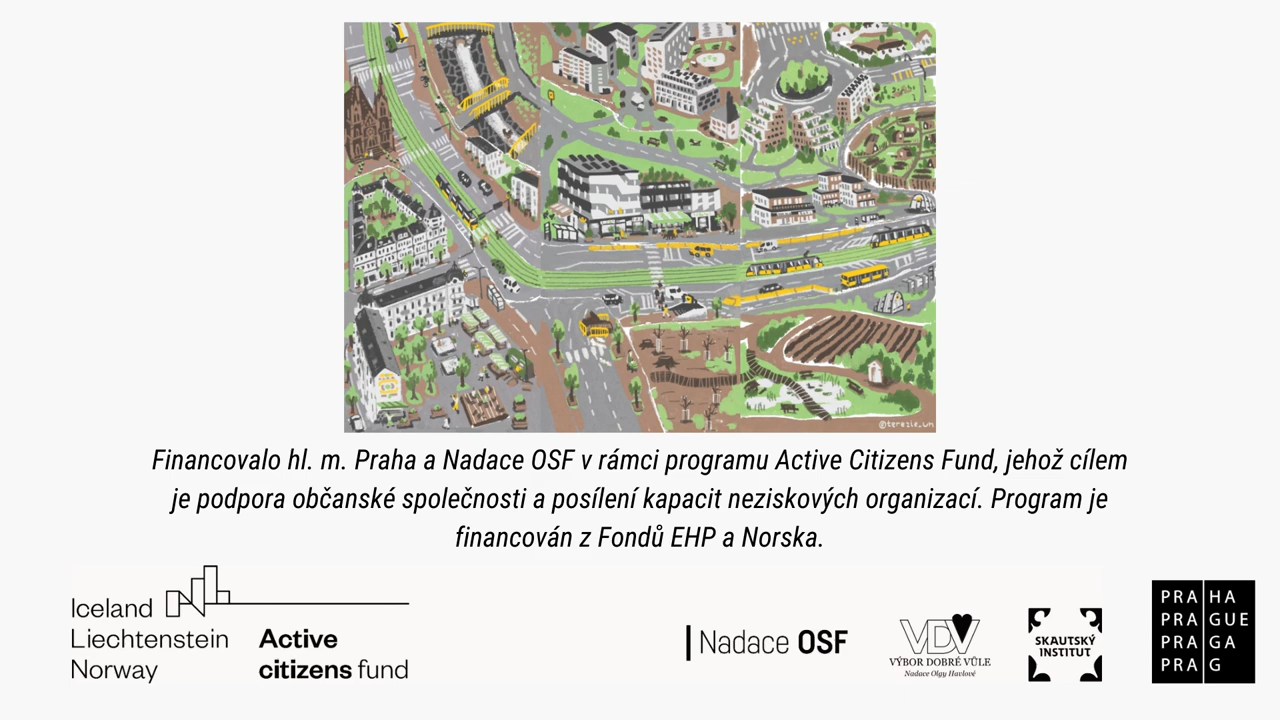 @terezie_un
Financovalo hl. m. Praha a Nadace OSF v rámci programu Active Citizens Fund, jehož cílem
je podpora občanské společnosti a posílení kapacit neziskových organizací. Program je
financován z Fondů EHP a Norska.
Iceland
Liechtenstein
Norway
Active
citizens fund
Nadace OSF
VDV
VÝBOR DOBRÉ VŮLE
Nadace Olgy Havlové
SKAUTSKÝ
INSTITUT
PRA HA
PRA GUE
PRA GA
PRA G